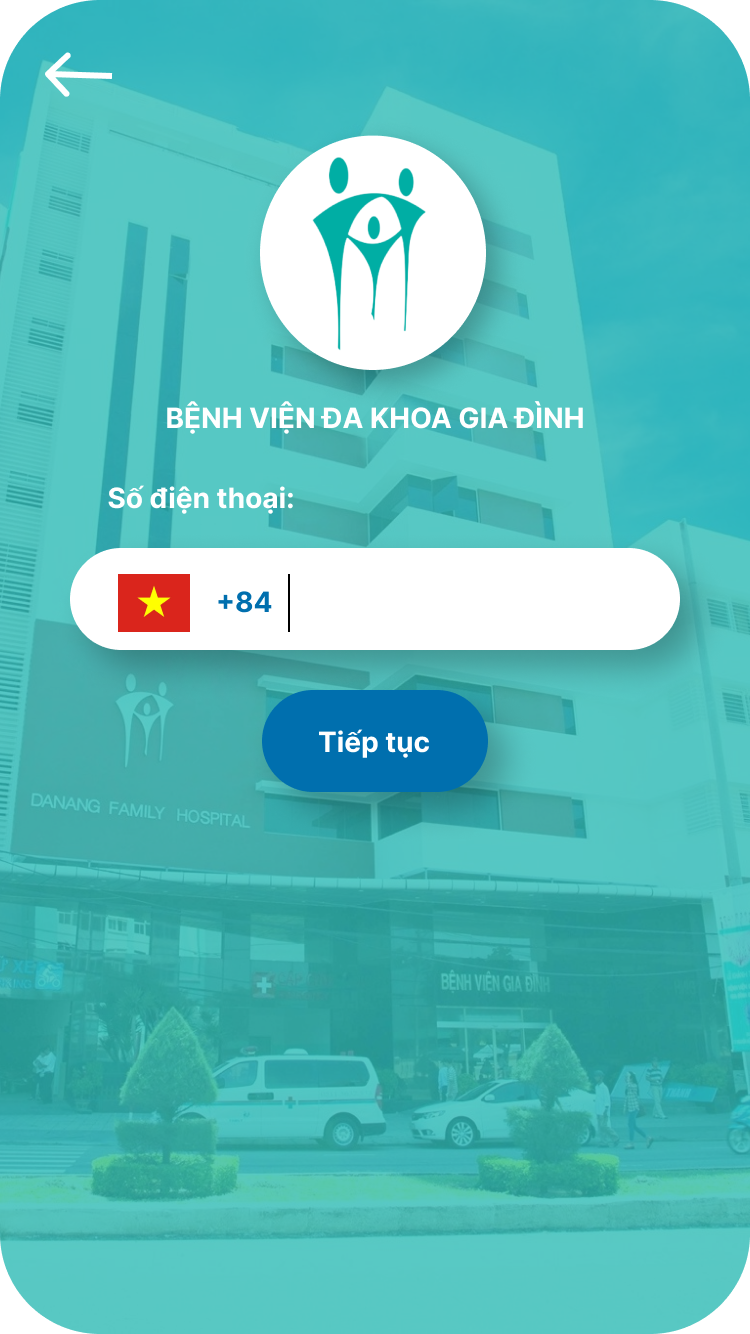 BỆNH VIỆN ĐA KHOA GIA ĐÌNH
Số điện thoại:
+84
Tiếp tục
DANANG FAMILY HOSPITAL
BỆNH VIỆN GIA ĐÌNH